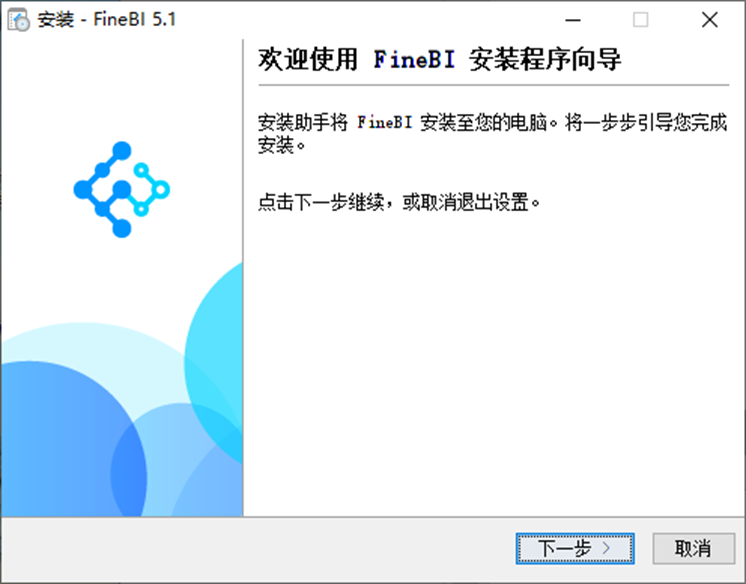 安装 - FineBI 5.1
欢迎使用 FineBI 安装程序向导
安装助手将 FineBI 安装至您的电脑。将一步步引导您完成
安装。
点击下一步继续，或取消退出设置。
下一步 >
取消